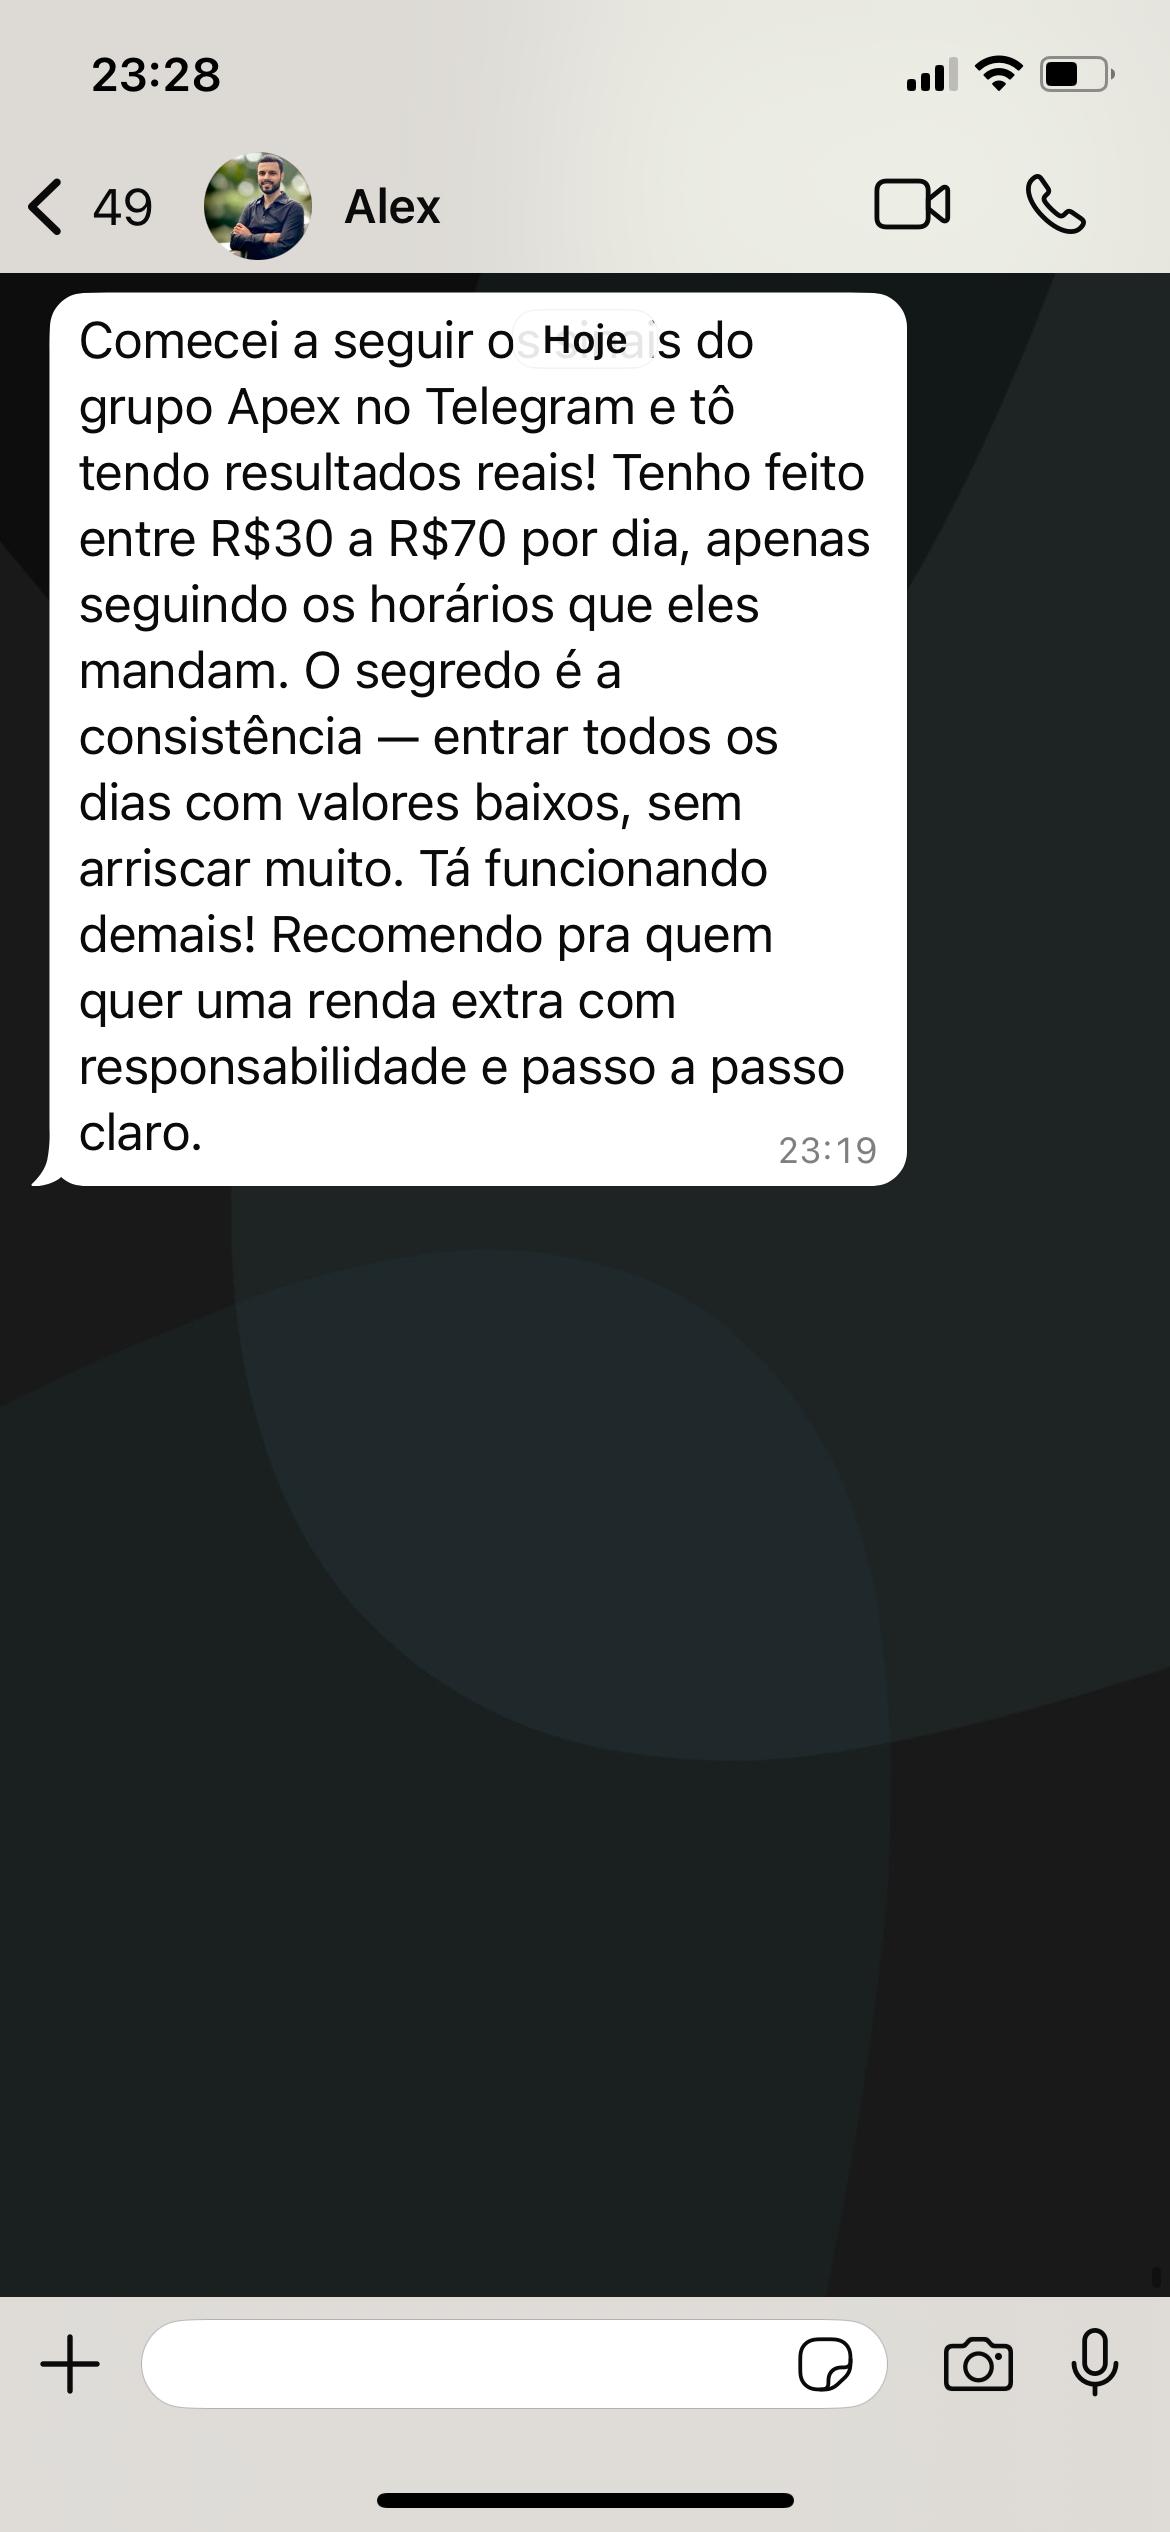 23:28
49
Alex
Hoje
Comecei a seguir os sinais do
grupo Apex no Telegram e tô
tendo resultados reais! Tenho feito
entre R$30 a R$70 por dia, apenas
seguindo os horários que eles
mandam. O segredo é a
consistência — entrar todos os
dias com valores baixos, sem
arriscar muito. Tá funcionando
demais! Recomendo pra quem
quer uma renda extra com
responsabilidade e passo a passo
claro.
23:19